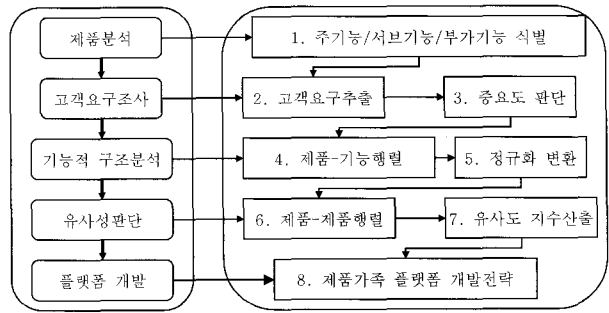 제품분석
1. 주기능/서브기능/부가기능 식별
고객요구조사
2. 고객요구추출
3. 중요도 판단
기능적 구조분석
4. 제품-기능행렬
5. 정규화 변환
유사성판단
6. 제품-제품행렬
7. 유사도 지수산출
플랫폼 개발
8. 제품가족 플랫폼 개발전략